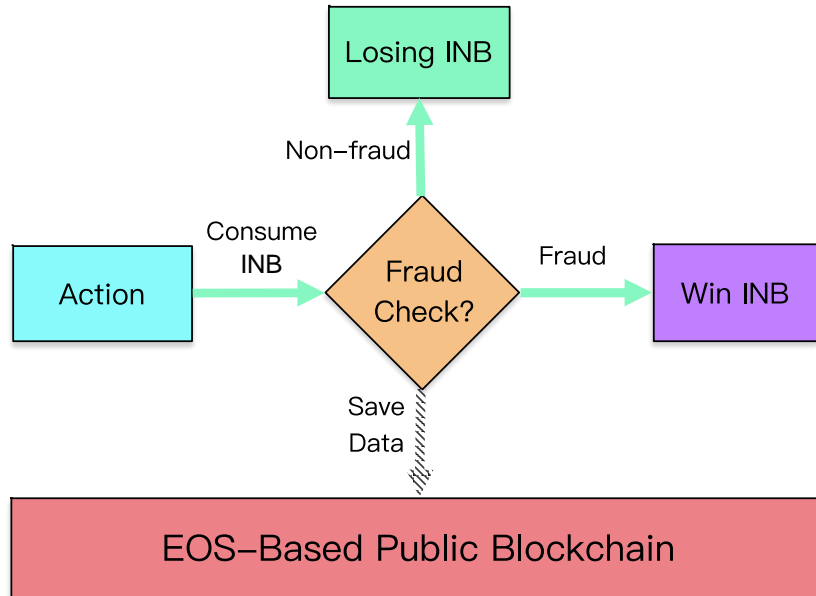 Losing INB
Non-fraud
Consume
INB
Action
Fraud
Check?
Fraud
Win INB
Save
Data
EOS-Based Public Blockchain